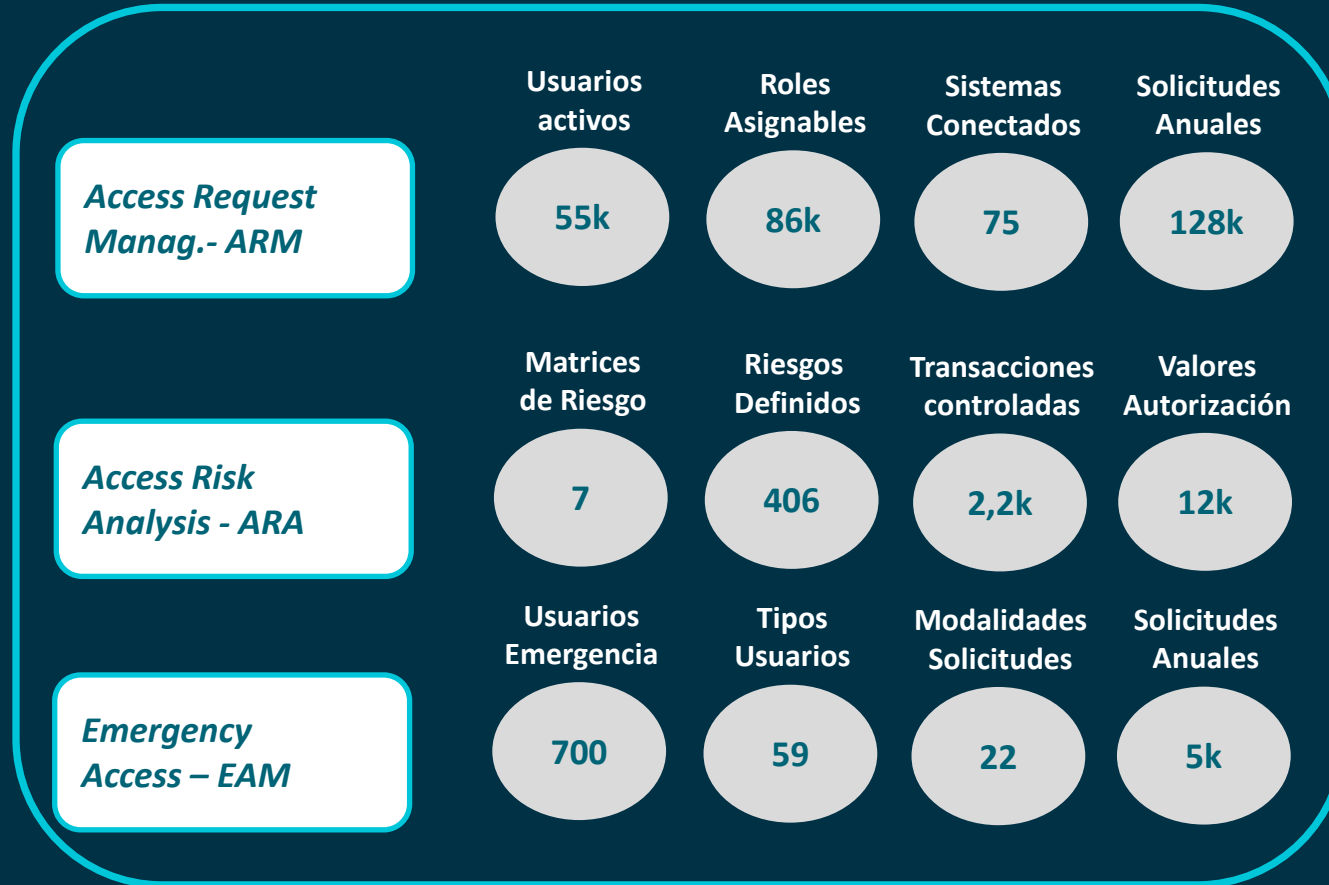 Usuarios
activos
Roles
Asignables
Sistemas
Conectados
Solicitudes
Anuales
Access Request
Manag.- ARM
55k
86k
75
128k
Matrices
de Riesgo
Riesgos
Definidos
Transacciones
controladas
Valores
Autorización
Access Risk
Analysis - ARA
7
406
2,2k
12k
Usuarios
Emergencia
Tipos
Usuarios
Modalidades
Solicitudes
Solicitudes
Anuales
Emergency
Access – EAM
700
59
22
5k